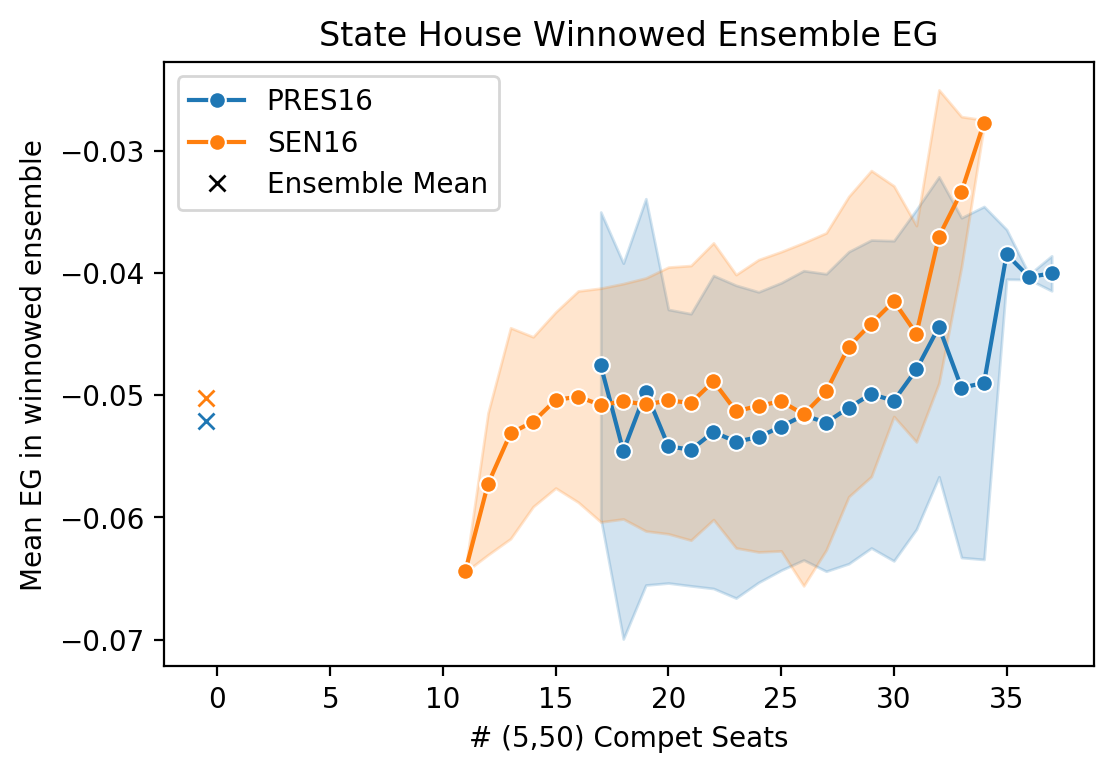 State House Winnowed Ensemble EG
PRES16
SEN16
Ensemble Mean
Mean EG in winnowed ensemble
−0.03
−0.04
−0.05
−0.06
−0.07
0 5 10 15 20 25 30 35
# (5,50) Compet Seats